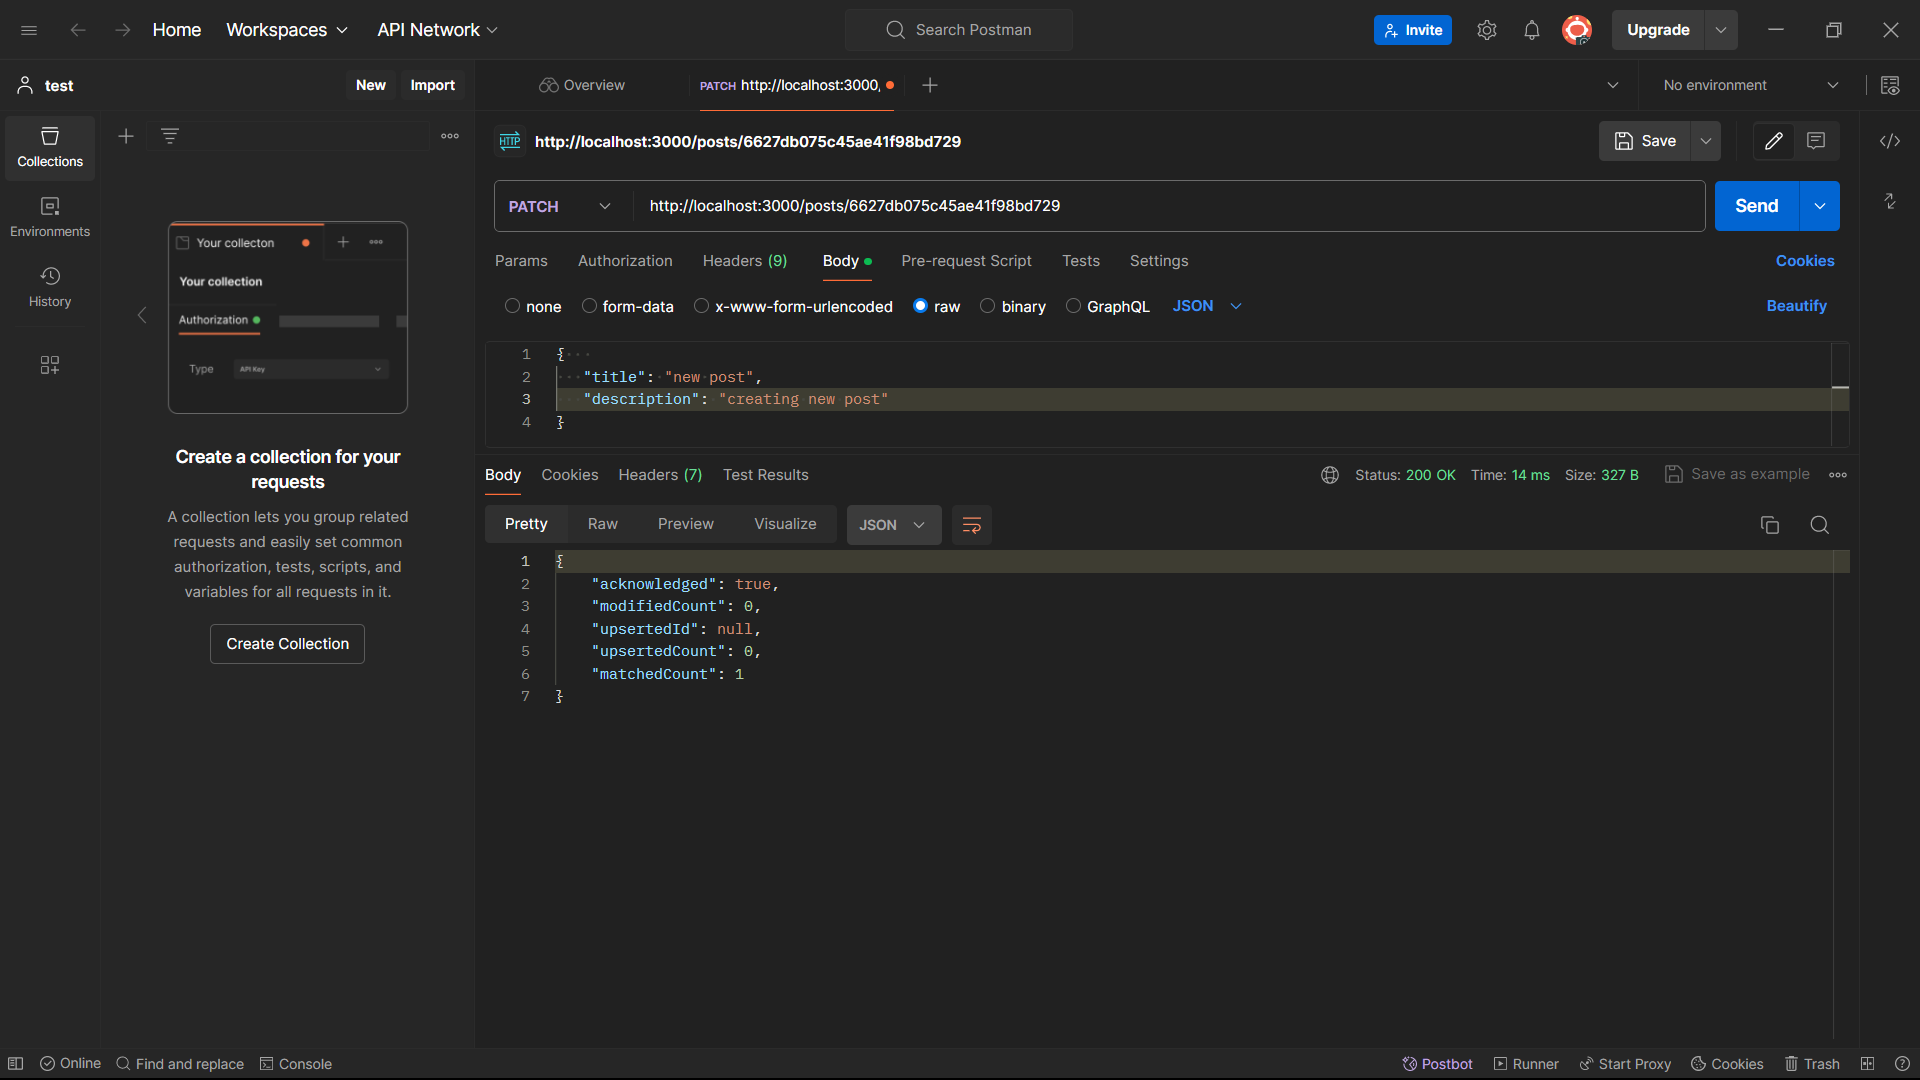 Home Workspaces API Network Search Postman Invite Upgrade
test New Import Overview PATCH http://localhost:3000, No environment
HTTP http://localhost:3000/posts/6627db075c45ae41f98bd729 Save
Collections
Environments
History
Your collecton
Your collection
Authorization
Type API Key
Create a collection for your
requests
A collection lets you group related
requests and easily set common
authorization, tests, scripts, and
variables for all requests in it.
Create Collection
PATCH http://localhost:3000/posts/6627db075c45ae41f98bd729 Send
Params Authorization Headers (9) Body Pre-request Script Tests Settings Cookies
none form-data x-www-form-urlencoded raw binary GraphQL JSON Beautify
1 {
2 "title": "new post",
3 "description": "creating new post"
4 }
Body Cookies Headers (7) Test Results Status: 200 OK Time: 14 ms Size: 327 B Save as example
Pretty Raw Preview Visualize JSON
1 {
2 "acknowledged": true,
3 "modifiedCount": 0,
4 "upsertedId": null,
5 "upsertedCount": 0,
6 "matchedCount": 1
7 }
Online Find and replace Console Postbot Runner Start Proxy Cookies Trash